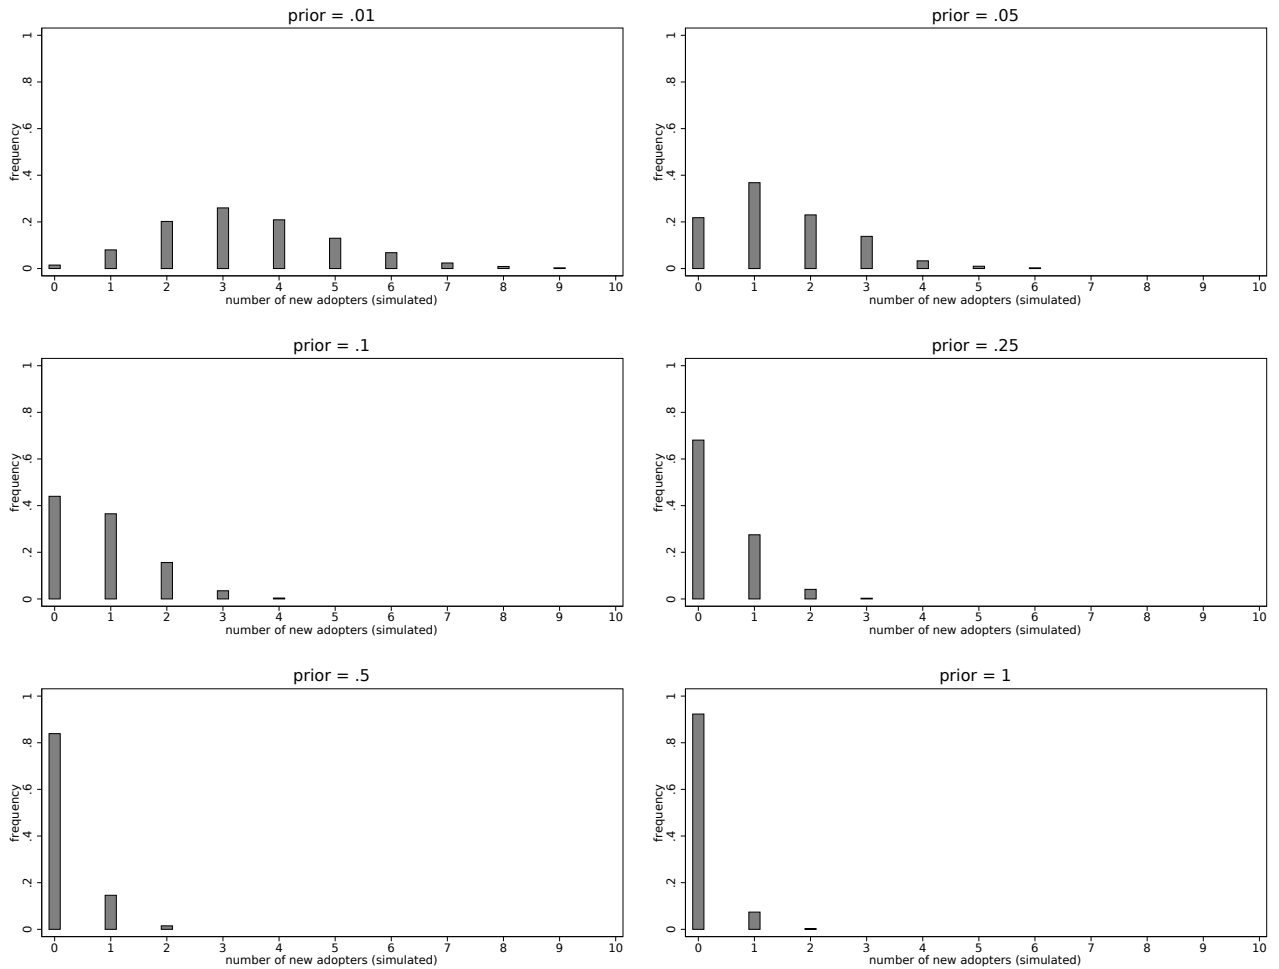 prior = .01
frequency
0 .2 .4 .6 .8 1
0 1 2 3 4 5 6 7 8 9 10
number of new adopters (simulated)
prior = .05
frequency
0 .2 .4 .6 .8 1
0 1 2 3 4 5 6 7 8 9 10
number of new adopters (simulated)
prior = .1
frequency
0 .2 .4 .6 .8 1
0 1 2 3 4 5 6 7 8 9 10
number of new adopters (simulated)
prior = .25
frequency
0 .2 .4 .6 .8 1
0 1 2 3 4 5 6 7 8 9 10
number of new adopters (simulated)
prior = .5
frequency
0 .2 .4 .6 .8 1
0 1 2 3 4 5 6 7 8 9 10
number of new adopters (simulated)
prior = 1
frequency
0 .2 .4 .6 .8 1
0 1 2 3 4 5 6 7 8 9 10
number of new adopters (simulated)